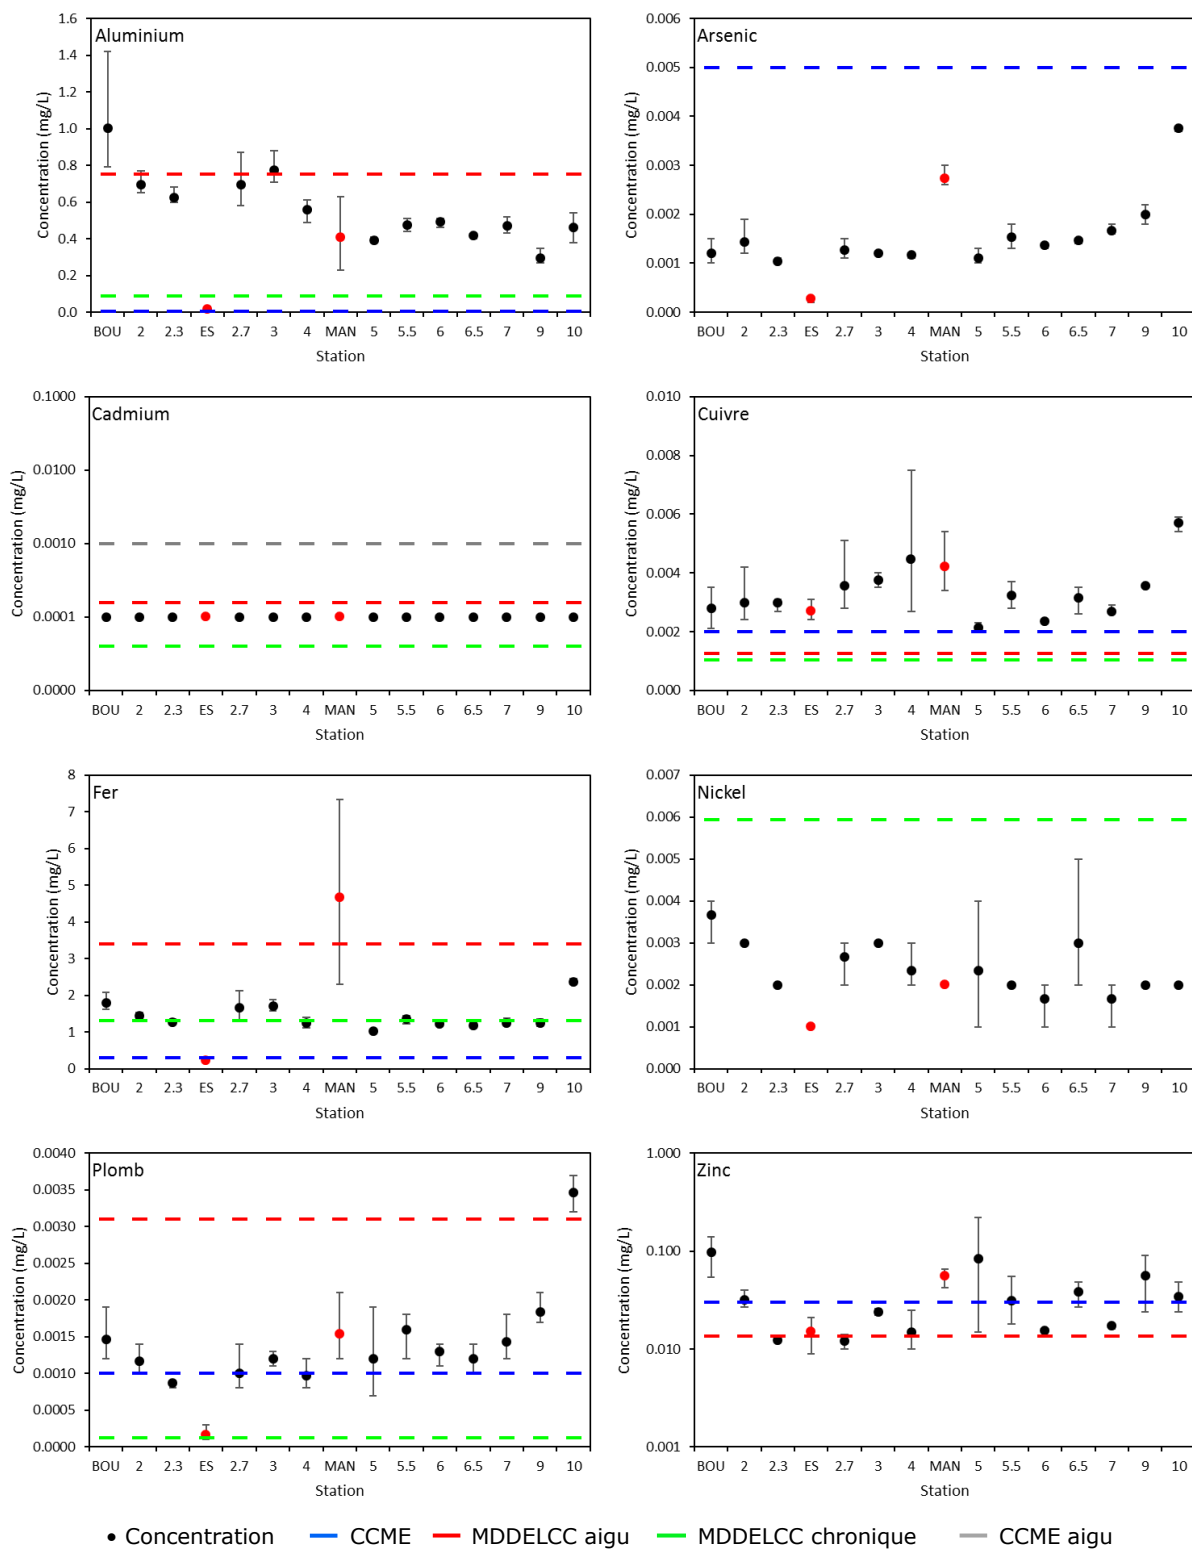 Aluminium
Concentration (mg/L)
1.6
1.4
1.2
1.0
0.8
0.6
0.4
0.2
0.0
BOU 2 2.3 ES 2.7 3 4 MAN 5 5.5 6 6.5 7 9 10
Station
Arsenic
Concentration (mg/L)
0.006
0.005
0.004
0.003
0.002
0.001
0.000
BOU 2 2.3 ES 2.7 3 4 MAN 5 5.5 6 6.5 7 9 10
Station
Cadmium
Concentration (mg/L)
0.1000
0.0100
0.0010
0.0001
0.0000
BOU 2 2.3 ES 2.7 3 4 MAN 5 5.5 6 6.5 7 9 10
Station
Cuivre
Concentration (mg/L)
0.010
0.008
0.006
0.004
0.002
0.000
BOU 2 2.3 ES 2.7 3 4 MAN 5 5.5 6 6.5 7 9 10
Station
Fer
Concentration (mg/L)
8
7
6
5
4
3
2
1
0
BOU 2 2.3 ES 2.7 3 4 MAN 5 5.5 6 6.5 7 9 10
Station
Nickel
Concentration (mg/L)
0.007
0.006
0.005
0.004
0.003
0.002
0.001
0.000
BOU 2 2.3 ES 2.7 3 4 MAN 5 5.5 6 6.5 7 9 10
Station
Plomb
Concentration (mg/L)
0.0040
0.0035
0.0030
0.0025
0.0020
0.0015
0.0010
0.0005
0.0000
BOU 2 2.3 ES 2.7 3 4 MAN 5 5.5 6 6.5 7 9 10
Station
Zinc
Concentration (mg/L)
1.000
0.100
0.010
0.001
BOU 2 2.3 ES 2.7 3 4 MAN 5 5.5 6 6.5 7 9 10
Station
Concentration CCME MDDELCC aigu MDDELCC chronique CCME aigu